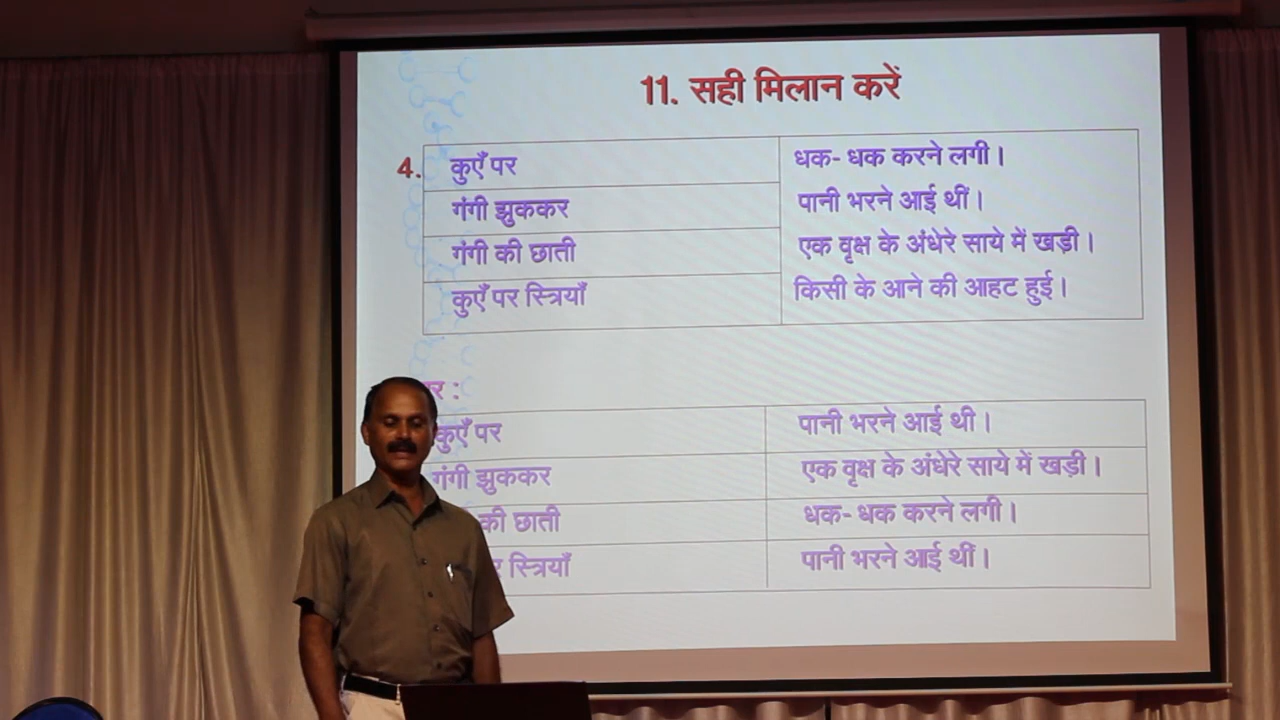 11. सही मिलान करें
4. कुएँ पर धक- धक करने लगी।
गंगी झुककर पानी भरने आई थीं।
गंगी की छाती एक वृक्ष के अंधेरे साये में खड़ी।
कुएँ पर स्त्रियाँ किसी के आने की आहट हुई।
र :
कुएँ पर पानी भरने आई थी।
गंगी झुककर एक वृक्ष के अंधेरे साये में खड़ी।
की छाती धक- धक करने लगी।
स्त्रियाँ पानी भरने आई थीं।